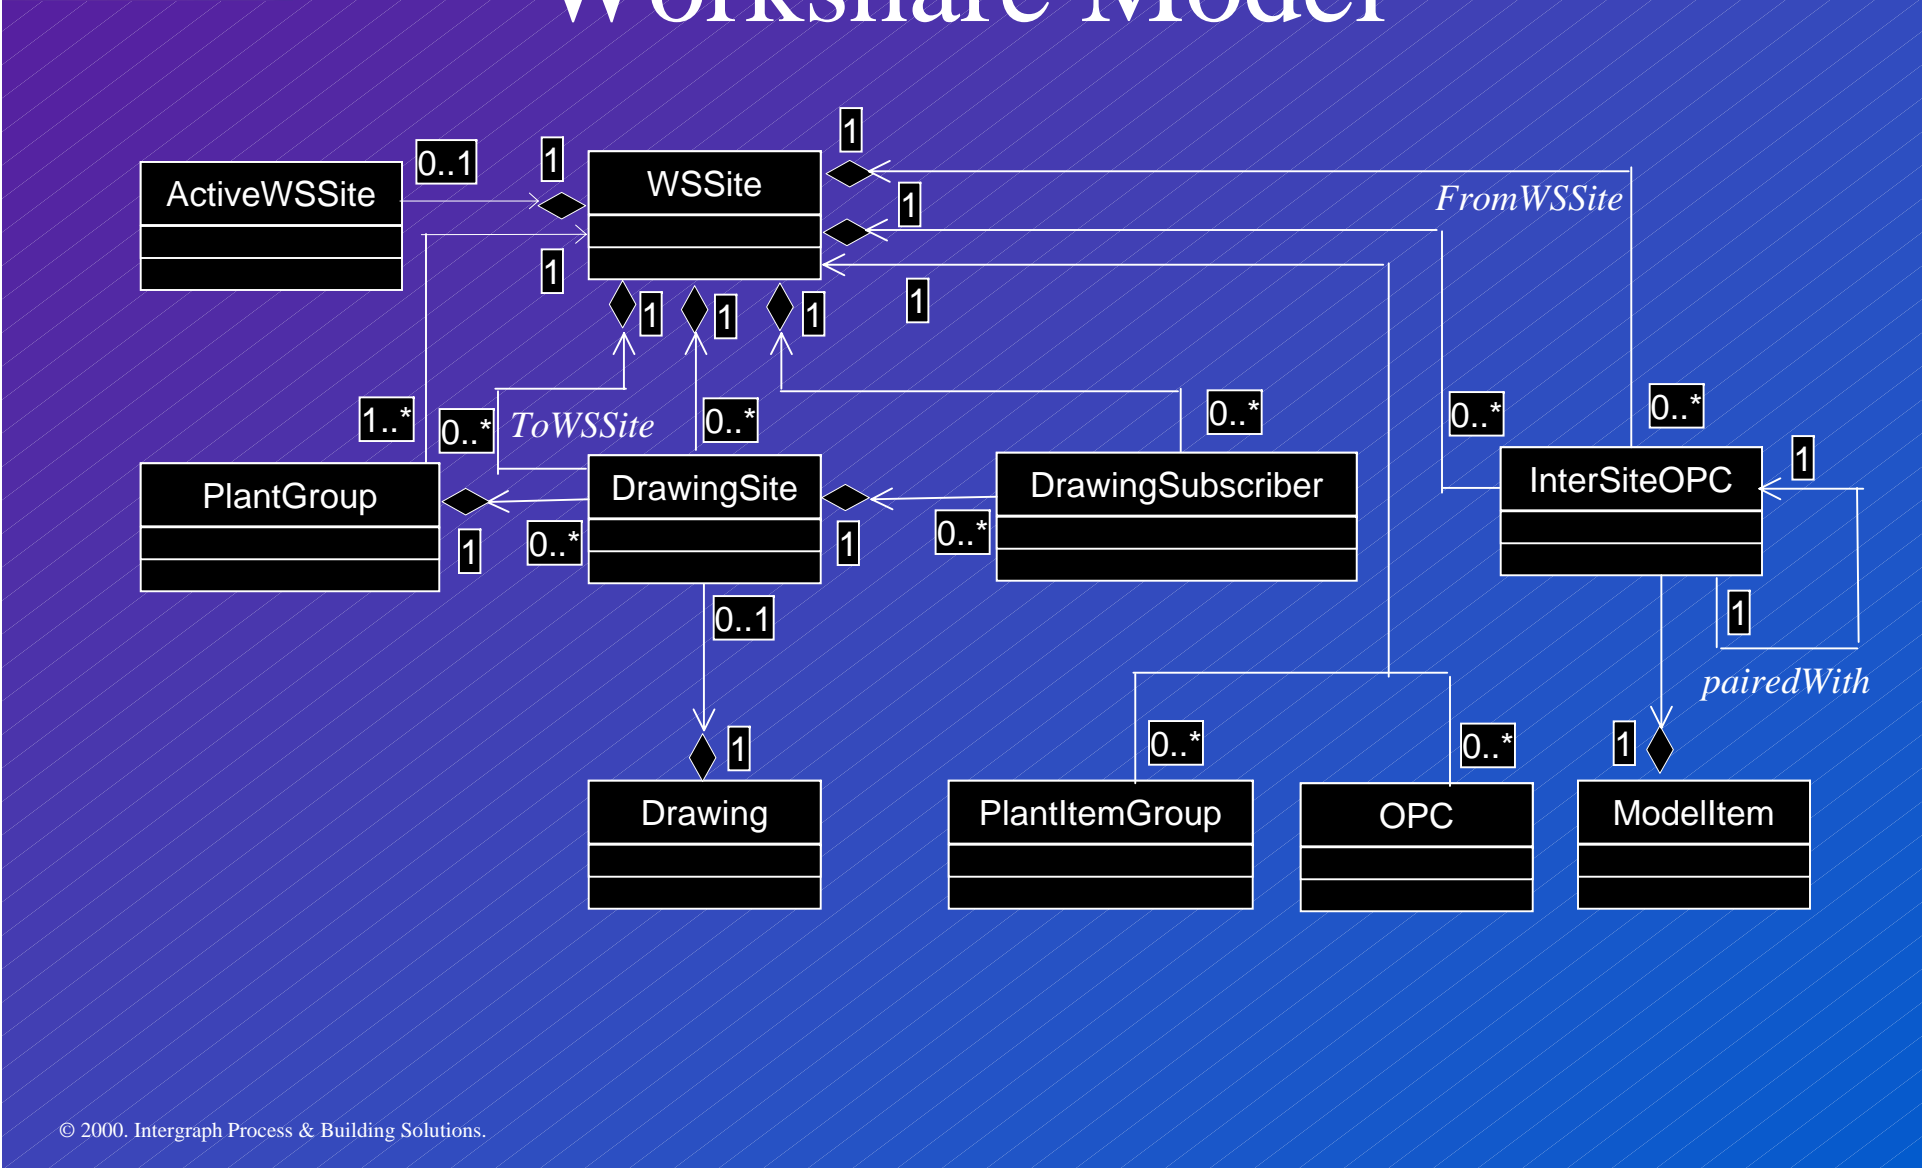 Workshare Model
1
0..1
1
ActiveWSSite
WSSite
FromWSSite
1
1
1
1
1
1
1..*
0..*
ToWSSite
0..*
0..*
0..*
0..*
1
PlantGroup
DrawingSite
DrawingSubscriber
InterSiteOPC
1
0..*
1
0..*
0..1
1
pairedWith
1
0..*
0..*
1
Drawing
PlantItemGroup
OPC
ModelItem
© 2000. Intergraph Process & Building Solutions.